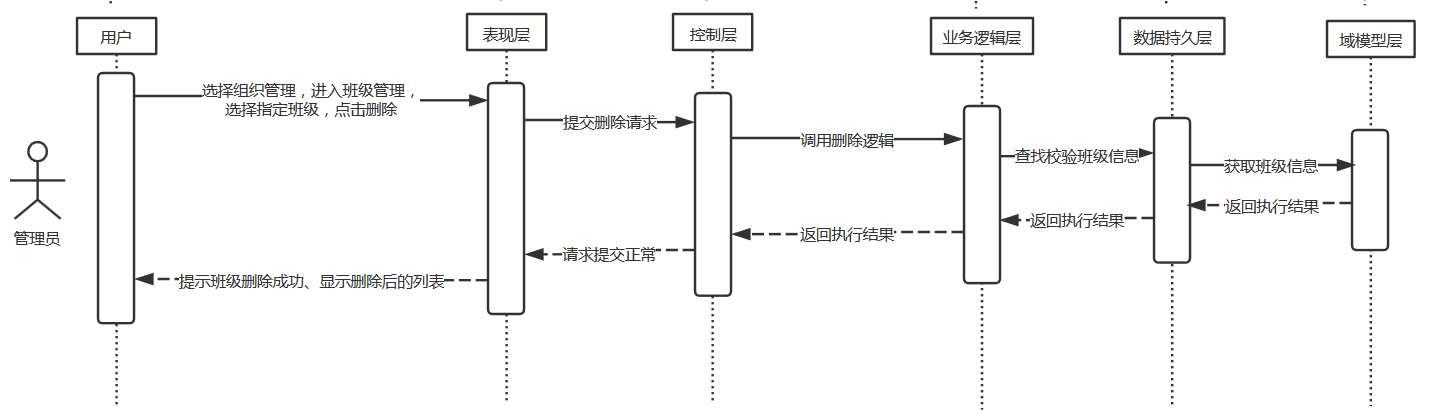 用户
表现层
控制层
业务逻辑层
数据持久层
域模型层
选择组织管理，进入班级管理，
选择指定班级，点击删除
提交删除请求
调用删除逻辑
查找校验班级信息
获取班级信息
返回执行结果
返回执行结果
返回执行结果
请求提交正常
提示班级删除成功、显示删除后的列表
管理员